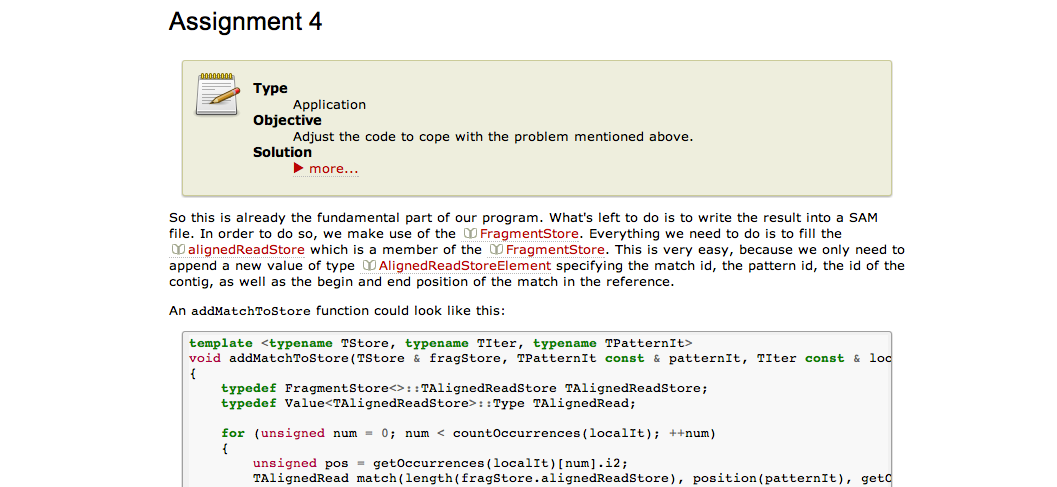 Assignment 4
Type
Application
Objective
Adjust the code to cope with the problem mentioned above.
Solution
more...
So this is already the fundamental part of our program. What's left to do is to write the result into a SAM
file. In order to do so, we make use of the FragmentStore. Everything we need to do is to fill the
alignedReadStore which is a member of the FragmentStore. This is very easy, because we only need to
append a new value of type AlignedReadStoreElement specifying the match id, the pattern id, the id of the
contig, as well as the begin and end position of the match in the reference.
An addMatchToStore function could look like this:
template <typename TStore, typename TIter, typename TPatternIt>
void addMatchToStore(TStore & fragStore, TPatternIt const & patternIt, TIter const & loc
{
typedef FragmentStore<>::TAlignedReadStore TAlignedReadStore;
typedef Value<TAlignedReadStore>::Type TAlignedRead;
for (unsigned num = 0; num < countOccurrences(localIt); ++num)
{
unsigned pos = getOccurrences(localIt)[num].i2;
TAlignedRead match(length(fragStore.alignedReadStore), position(patternIt), getO